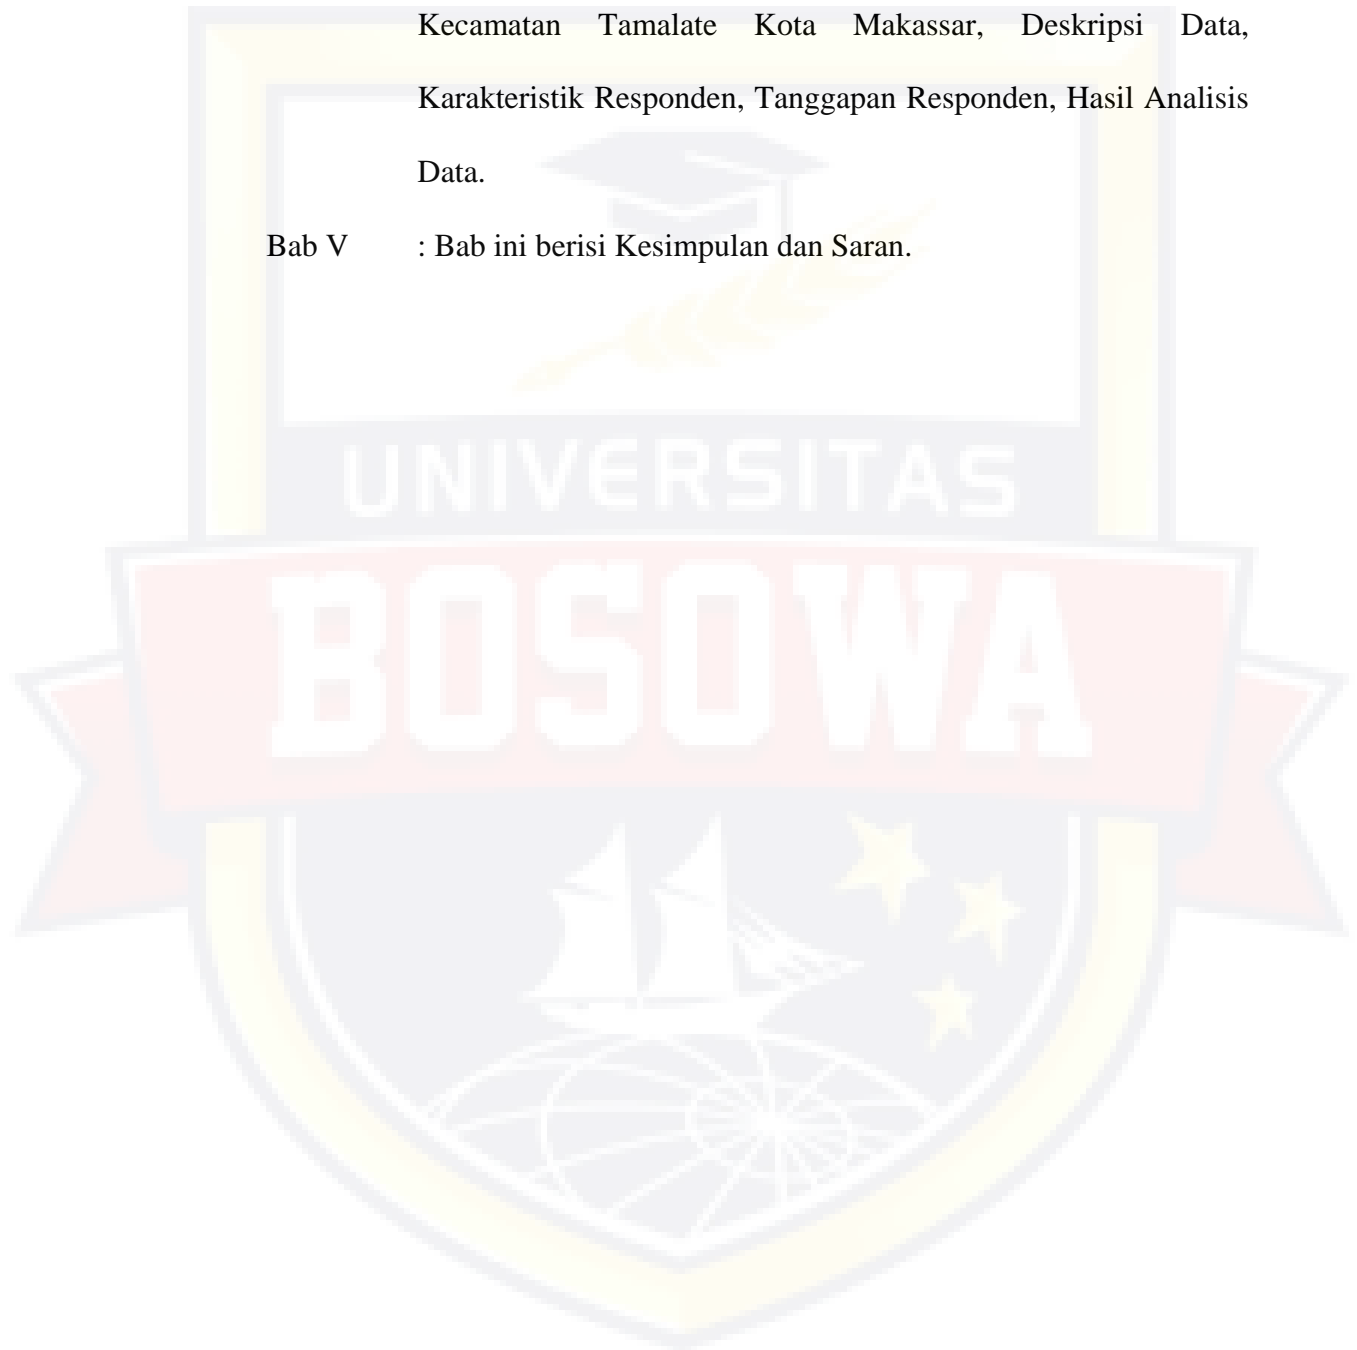 Kecamatan Tamalate Kota Makassar, Deskripsi Data,
Karakteristik Responden, Tanggapan Responden, Hasil Analisis
Data.
Bab V : Bab ini berisi Kesimpulan dan Saran.
UNIVERSITAS
BOSOWA